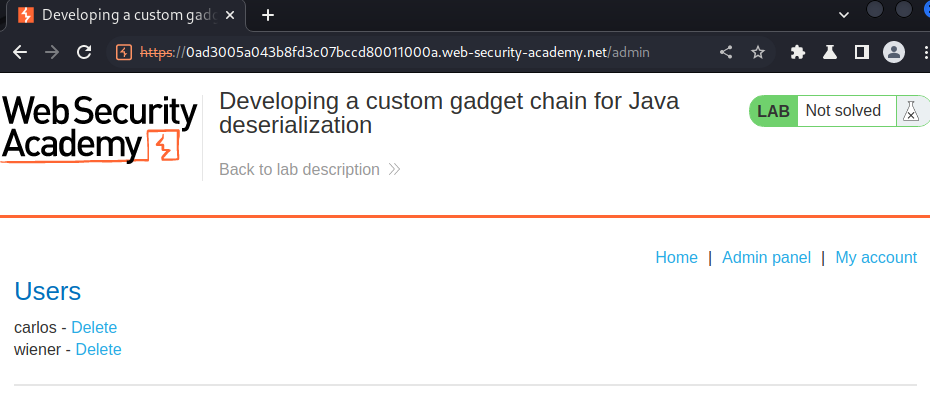 Developing a custom gadg
https://0ad3005a043b8fd3c07bccd80011000a.web-security-academy.net/admin
Web Security
Academy
Developing a custom gadget chain for Java
deserialization
LAB Not solved
Back to lab description
Home | Admin panel | My account
Users
carlos - Delete
wiener - Delete